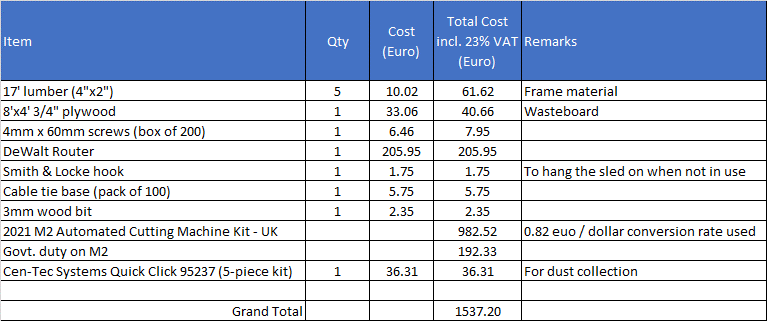 Item Qty Cost (Euro) Total Cost incl. 23% VAT (Euro) Remarks
17' lumber (4"x2") 5 10.02 61.62 Frame material
8'x4' 3/4" plywood 1 33.06 40.66 Wasteboard
4mm x 60mm screws (box of 200) 1 6.46 7.95
DeWalt Router 1 205.95 205.95
Smith & Locke hook 1 1.75 1.75 To hang the sled on when not in use
Cable tie base (pack of 100) 1 5.75 5.75
3mm wood bit 1 2.35 2.35
2021 M2 Automated Cutting Machine Kit - UK 982.52 0.82 euo / dollar conversion rate used
Govt. duty on M2 192.33
Cen-Tec Systems Quick Click 95237 (5-piece kit) 1 36.31 36.31 For dust collection
Grand Total 1537.20